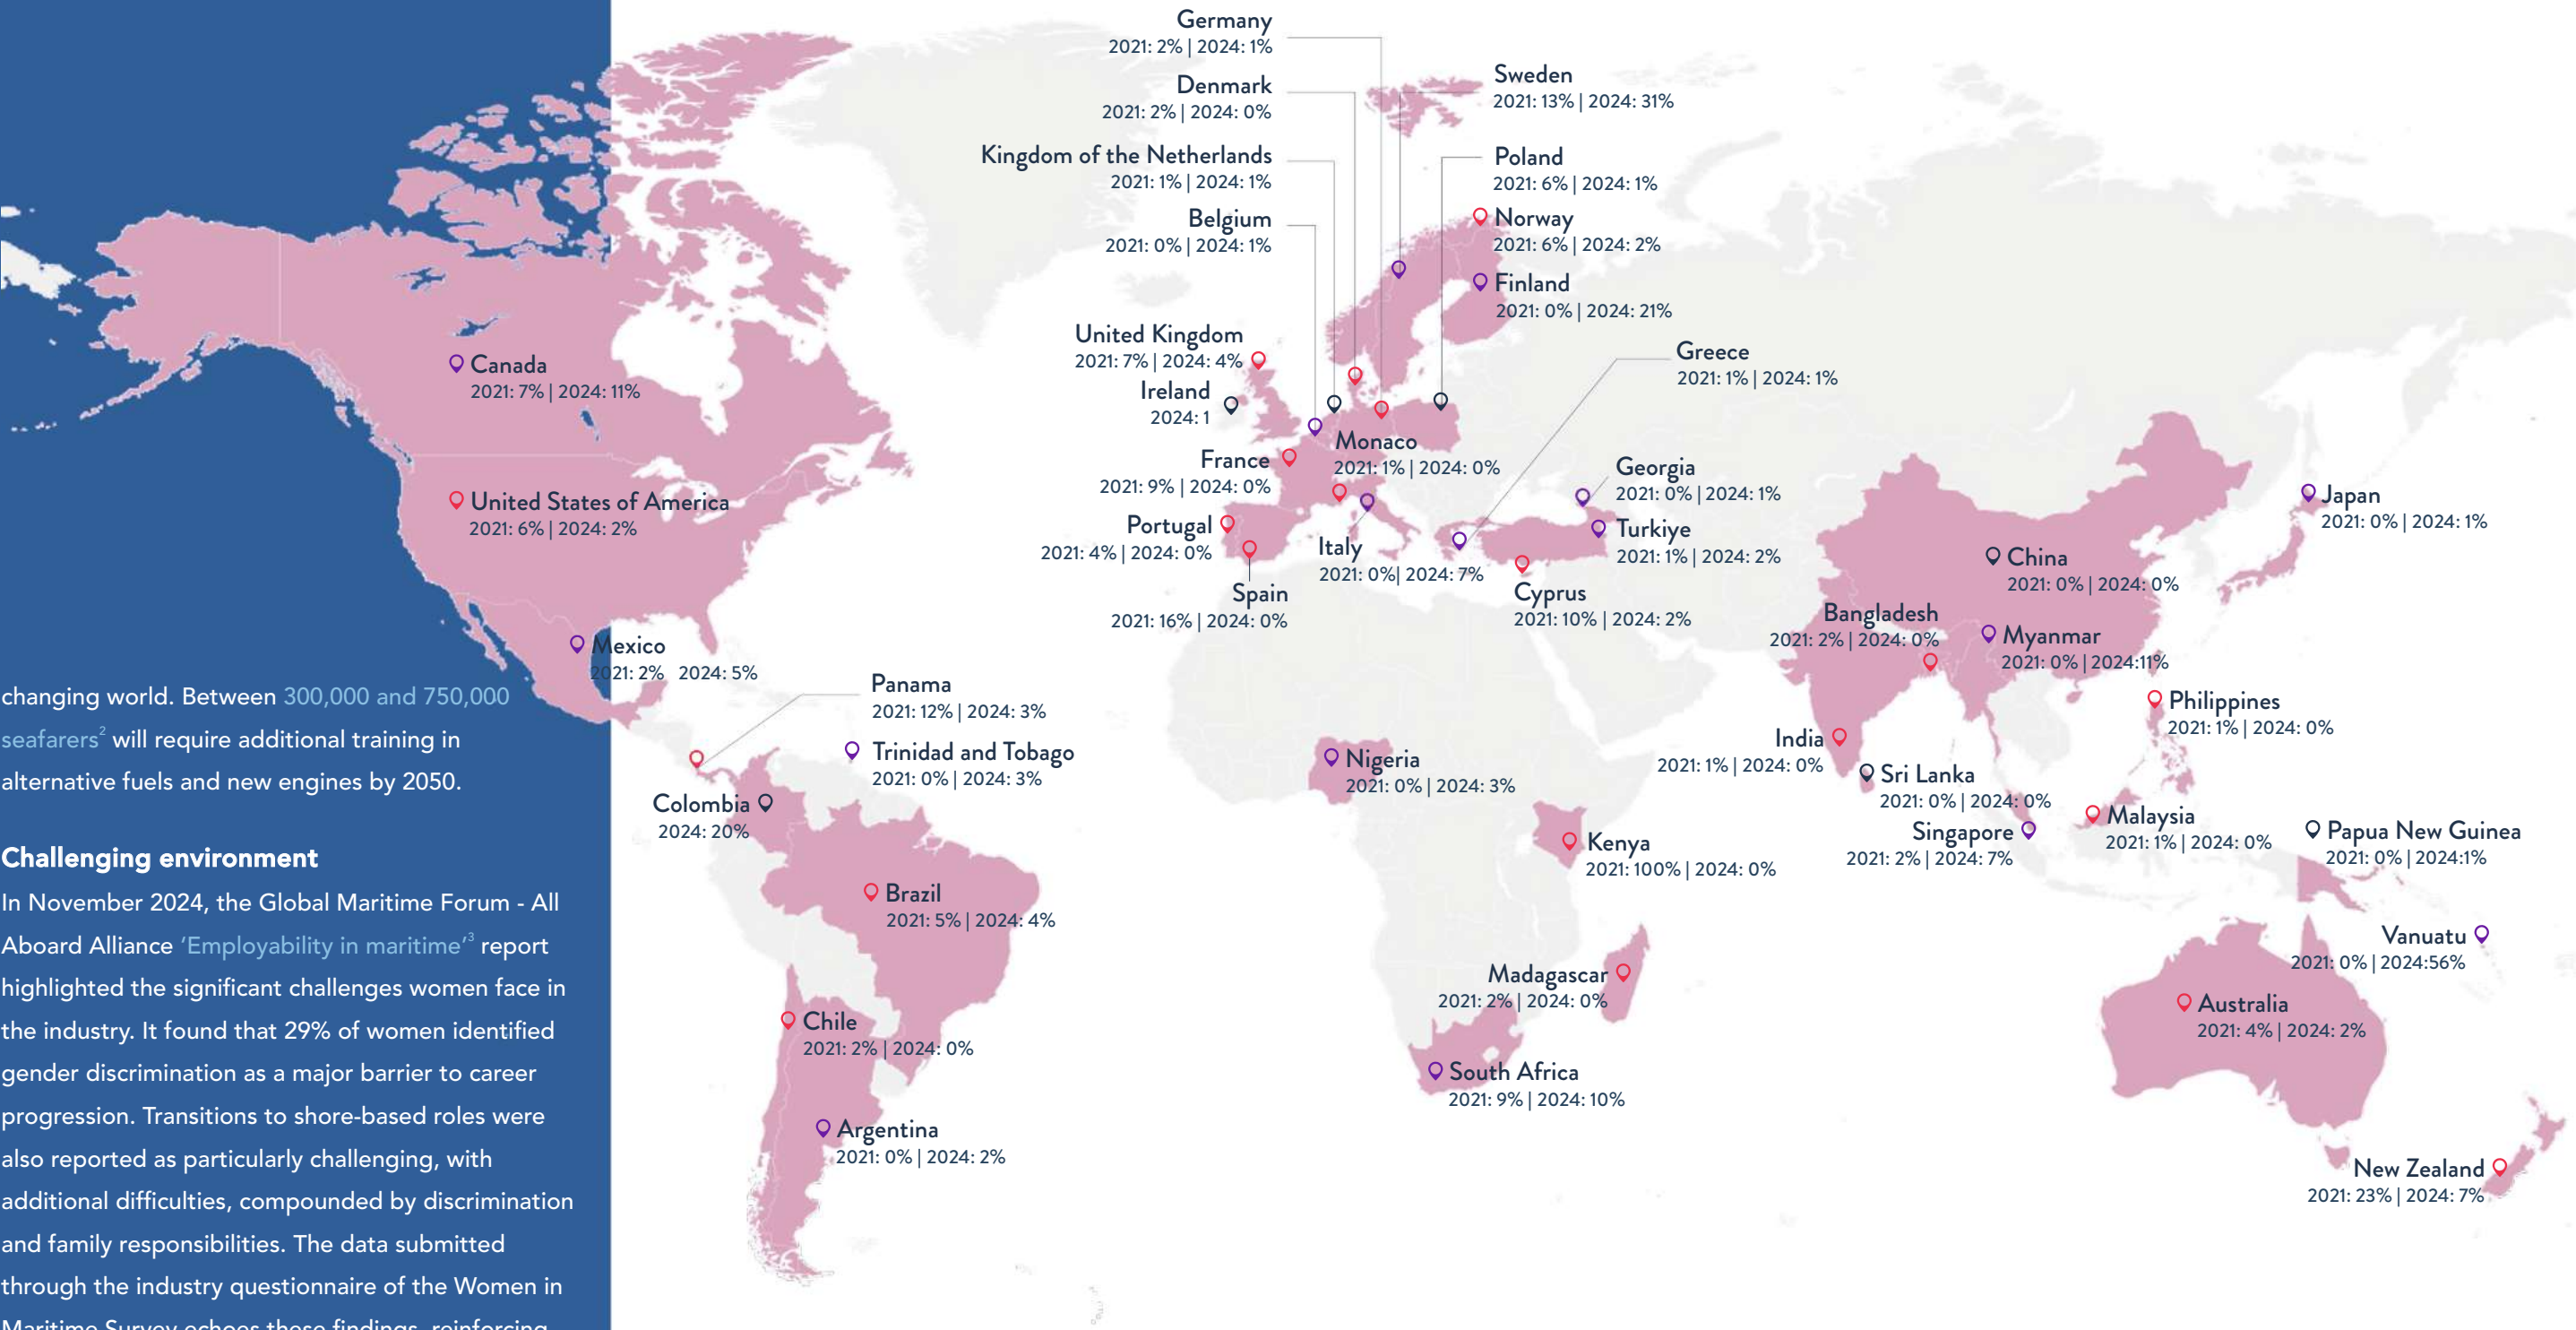 changing world. Between 300,000 and 750,000
seafarers² will require additional training in
alternative fuels and new engines by 2050.
Challenging environment
In November 2024, the Global Maritime Forum - All
Aboard Alliance ‘Employability in maritime’³ report
highlighted the significant challenges women face in
the industry. It found that 29% of women identified
gender discrimination as a major barrier to career
progression. Transitions to shore-based roles were
also reported as particularly challenging, with
additional difficulties, compounded by discrimination
and family responsibilities. The data submitted
through the industry questionnaire of the Women in
Maritime Survey echoes these findings, reinforcing
Canada
2021: 7% | 2024: 11%
United States of America
2021: 6% | 2024: 2%
Mexico
2021: 2% 2024: 5%
Panama
2021: 12% | 2024: 3%
Trinidad and Tobago
2021: 0% | 2024: 3%
Colombia
2024: 20%
Brazil
2021: 5% | 2024: 4%
Chile
2021: 2% | 2024: 0%
Argentina
2021: 0% | 2024: 2%
Germany
2021: 2% | 2024: 1%
Denmark
2021: 2% | 2024: 0%
Kingdom of the Netherlands
2021: 1% | 2024: 1%
Belgium
2021: 0% | 2024: 1%
Sweden
2021: 13% | 2024: 31%
Poland
2021: 6% | 2024: 1%
Norway
2021: 6% | 2024: 2%
Finland
2021: 0% | 2024: 21%
United Kingdom
2021: 7% | 2024: 4%
Ireland
2024: 1
Greece
2021: 1% | 2024: 1%
Monaco
2021: 1% | 2024: 0%
France
2021: 9% | 2024: 0%
Georgia
2021: 0% | 2024: 1%
Portugal
2021: 4% | 2024: 0%
Italy
2021: 0%| 2024: 7%
Turkiye
2021: 1% | 2024: 2%
Spain
2021: 16% | 2024: 0%
Cyprus
2021: 10% | 2024: 2%
Nigeria
2021: 0% | 2024: 3%
Kenya
2021: 100% | 2024: 0%
Madagascar
2021: 2% | 2024: 0%
South Africa
2021: 9% | 2024: 10%
Japan
2021: 0% | 2024: 1%
China
2021: 0% | 2024: 0%
Bangladesh
2021: 2% | 2024: 0%
Myanmar
2021: 0% | 2024:11%
Philippines
2021: 1% | 2024: 0%
India
2021: 1% | 2024: 0%
Sri Lanka
2021: 0% | 2024: 0%
Malaysia
2021: 1% | 2024: 0%
Singapore
2021: 2% | 2024: 7%
Papua New Guinea
2021: 0% | 2024:1%
Vanuatu
2021: 0% | 2024:56%
Australia
2021: 4% | 2024: 2%
New Zealand
2021: 23% | 2024: 7%